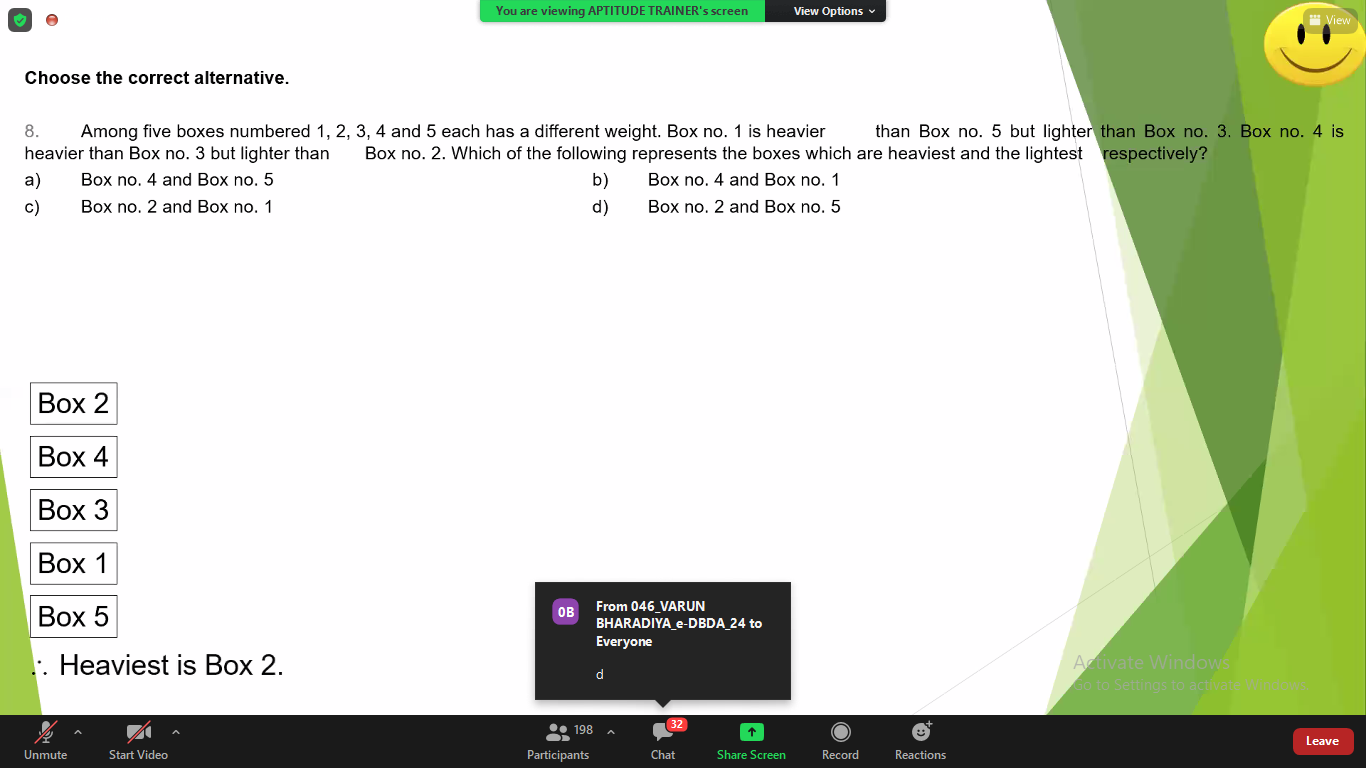 You are viewing APTITUDE TRAINER's screen
View Options
View
Choose the correct alternative.
8. Among five boxes numbered 1, 2, 3, 4 and 5 each has a different weight. Box no. 1 is heavier than Box no. 5 but lighter than Box no. 3. Box no. 4 is
heavier than Box no. 3 but lighter than Box no. 2. Which of the following represents the boxes which are heaviest and the lightest respectively?
a) Box no. 4 and Box no. 5 b) Box no. 4 and Box no. 1
c) Box no. 2 and Box no. 1 d) Box no. 2 and Box no. 5
Box 2
Box 4
Box 3
Box 1
Box 5
∴ Heaviest is Box 2.
0B
From 046_VARUN
BHARADIYA_e-DBDA_24 to
Everyone
d
Activate Windows
Go to Settings to activate Windows.
Unmute
Start Video
198
Participants
32
Chat
Share Screen
Record
Reactions
Leave